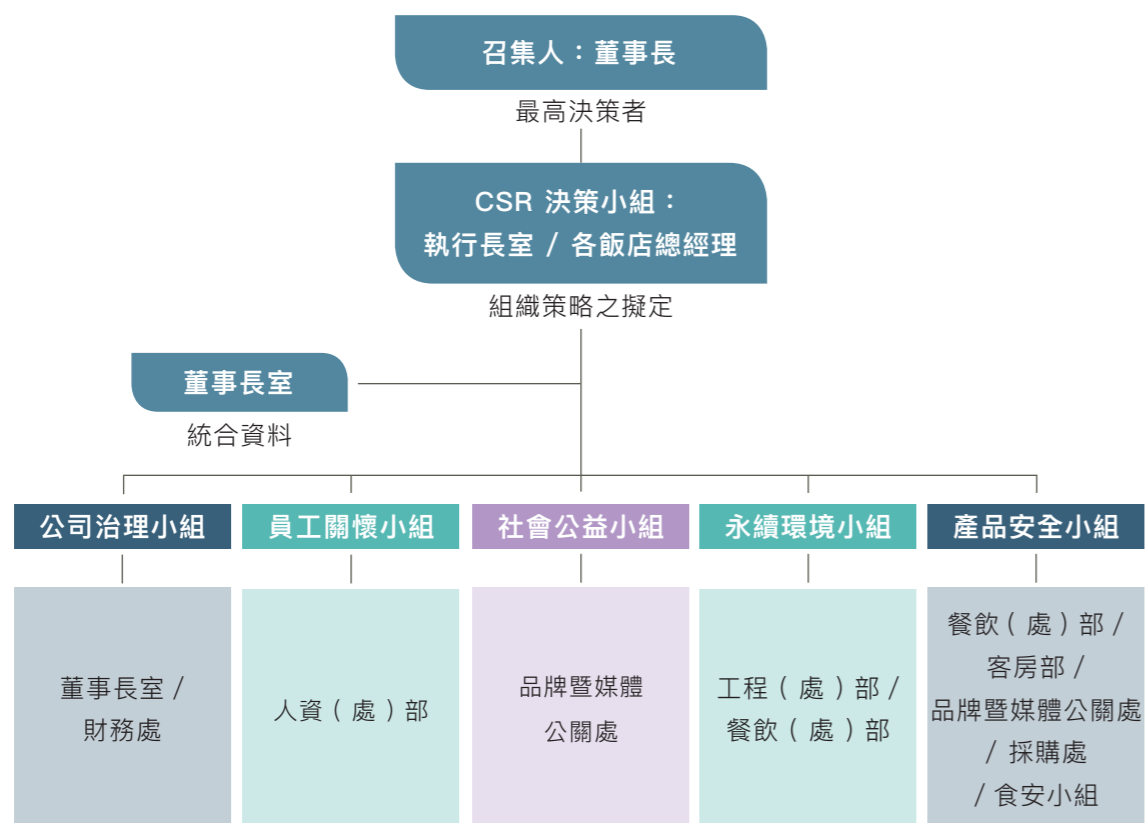 召集人：董事長
最高決策者
CSR 決策小組：
執行長室 / 各飯店總經理
組織策略之擬定
董事長室
統合資料
公司治理小組
董事長室 /
財務處
員工關懷小組
人資（處）部
社會公益小組
品牌暨媒體
公關處
永續環境小組
工程（處）部 /
餐飲（處）部
產品安全小組
餐飲（處）部 /
客房部 /
品牌暨媒體公關處
/ 採購處
/ 食安小組